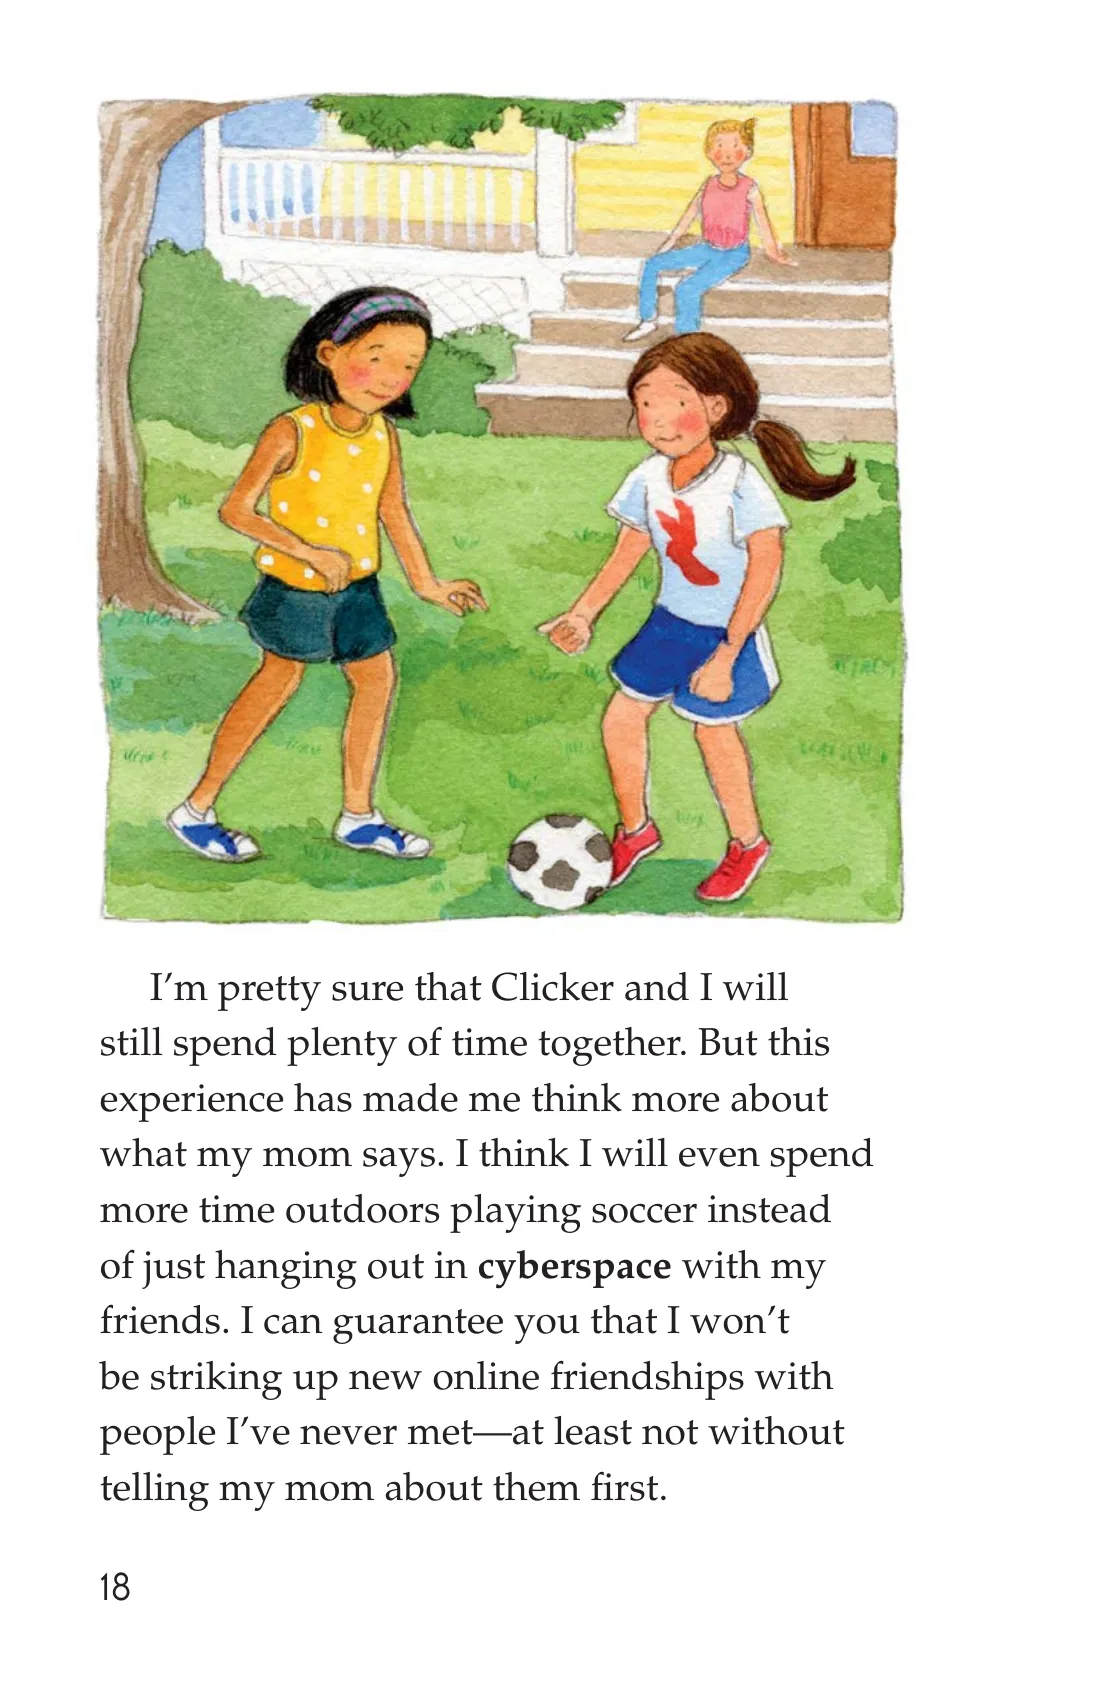 I’m pretty sure that Clicker and I will
still spend plenty of time together. But this
experience has made me think more about
what my mom says. I think I will even spend
more time outdoors playing soccer instead
of just hanging out in cyberspace with my
friends. I can guarantee you that I won’t
be striking up new online friendships with
people I’ve never met—at least not without
telling my mom about them first.
18